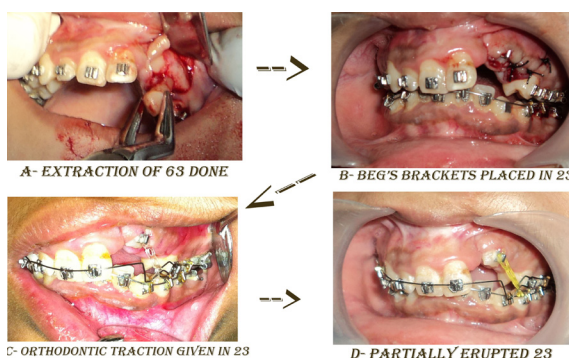 A- EXTRACTION OF 63 DONE
B- BEG'S BRACKETS PLACED IN 23
C- ORTHODONTIC TRACTION GIVEN IN 23
D- PARTIALLY ERUPTED 23